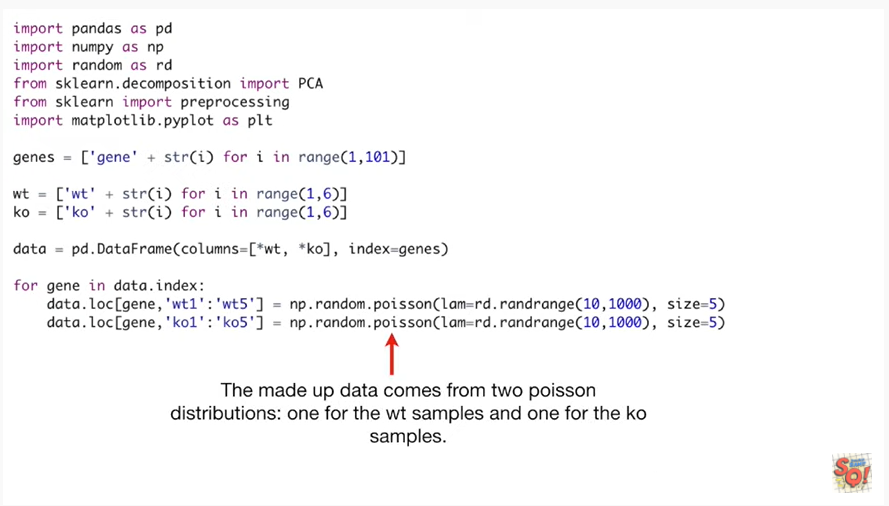 import pandas as pd
import numpy as np
import random as rd
from sklearn.decomposition import PCA
from sklearn import preprocessing
import matplotlib.pyplot as plt
genes = ['gene' + str(i) for i in range(1,101)]
wt = ['wt' + str(i) for i in range(1,6)]
ko = ['ko' + str(i) for i in range(1,6)]
data = pd.DataFrame(columns=[*wt, *ko], index=genes)
for gene in data.index:
    data.loc[gene,'wt1':'wt5'] = np.random.poisson(lam=rd.randrange(10,1000), size=5)
    data.loc[gene,'ko1':'ko5'] = np.random.poisson(lam=rd.randrange(10,1000), size=5)
The made up data comes from two poisson
distributions: one for the wt samples and one for the ko
samples.
SQ!